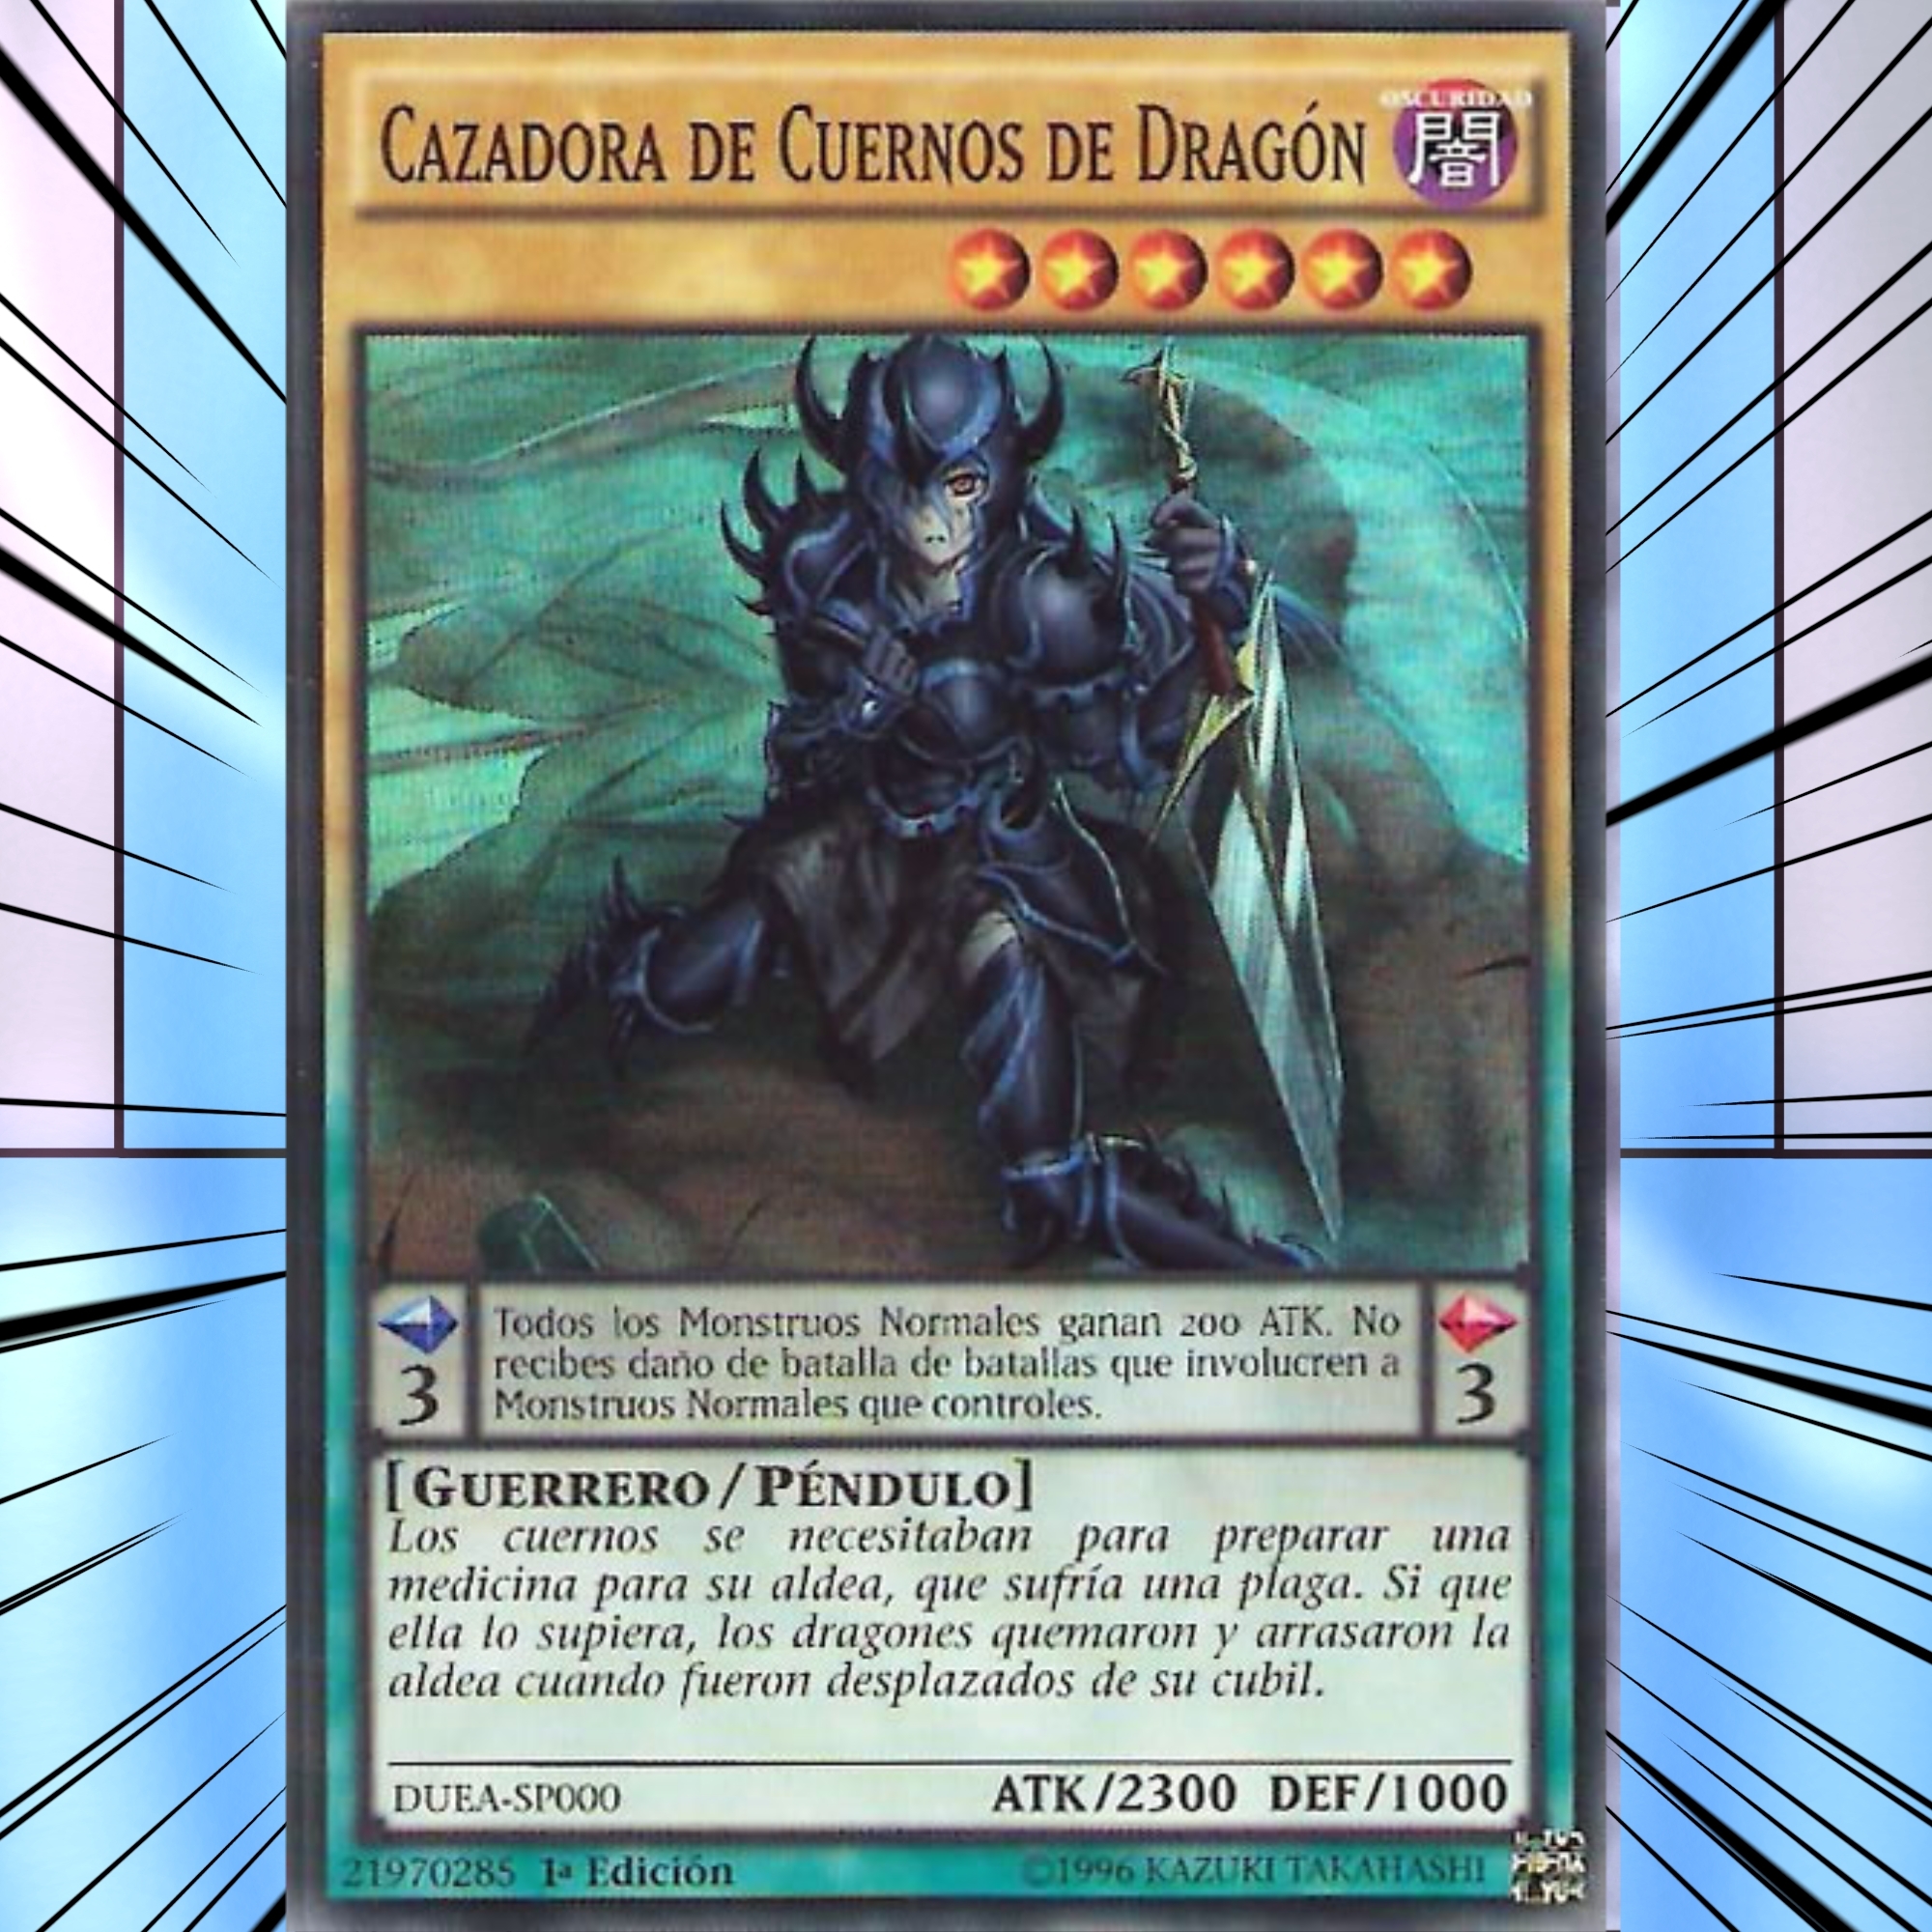 CAZADORA DE CUERNOS DE DRAGÓN
OSCURIDAD
闇
Todos los Monstruos Normales ganan 200 ATK. No
recibes daño de batalla de batallas que involucren a
Monstruos Normales que controles.
3
3
[GUERRERO/PÉNDULO]
Los cuernos se necesitaban para preparar una
medicina para su aldea, que sufría una plaga. Si que
ella lo supiera, los dragones quemaron y arrasaron la
aldea cuando fueron desplazados de su cubil.
DUEA-SP000
ATK/2300 DEF/1000
21970285 1ª Edición
©1996 KAZUKI TAKAHASHI